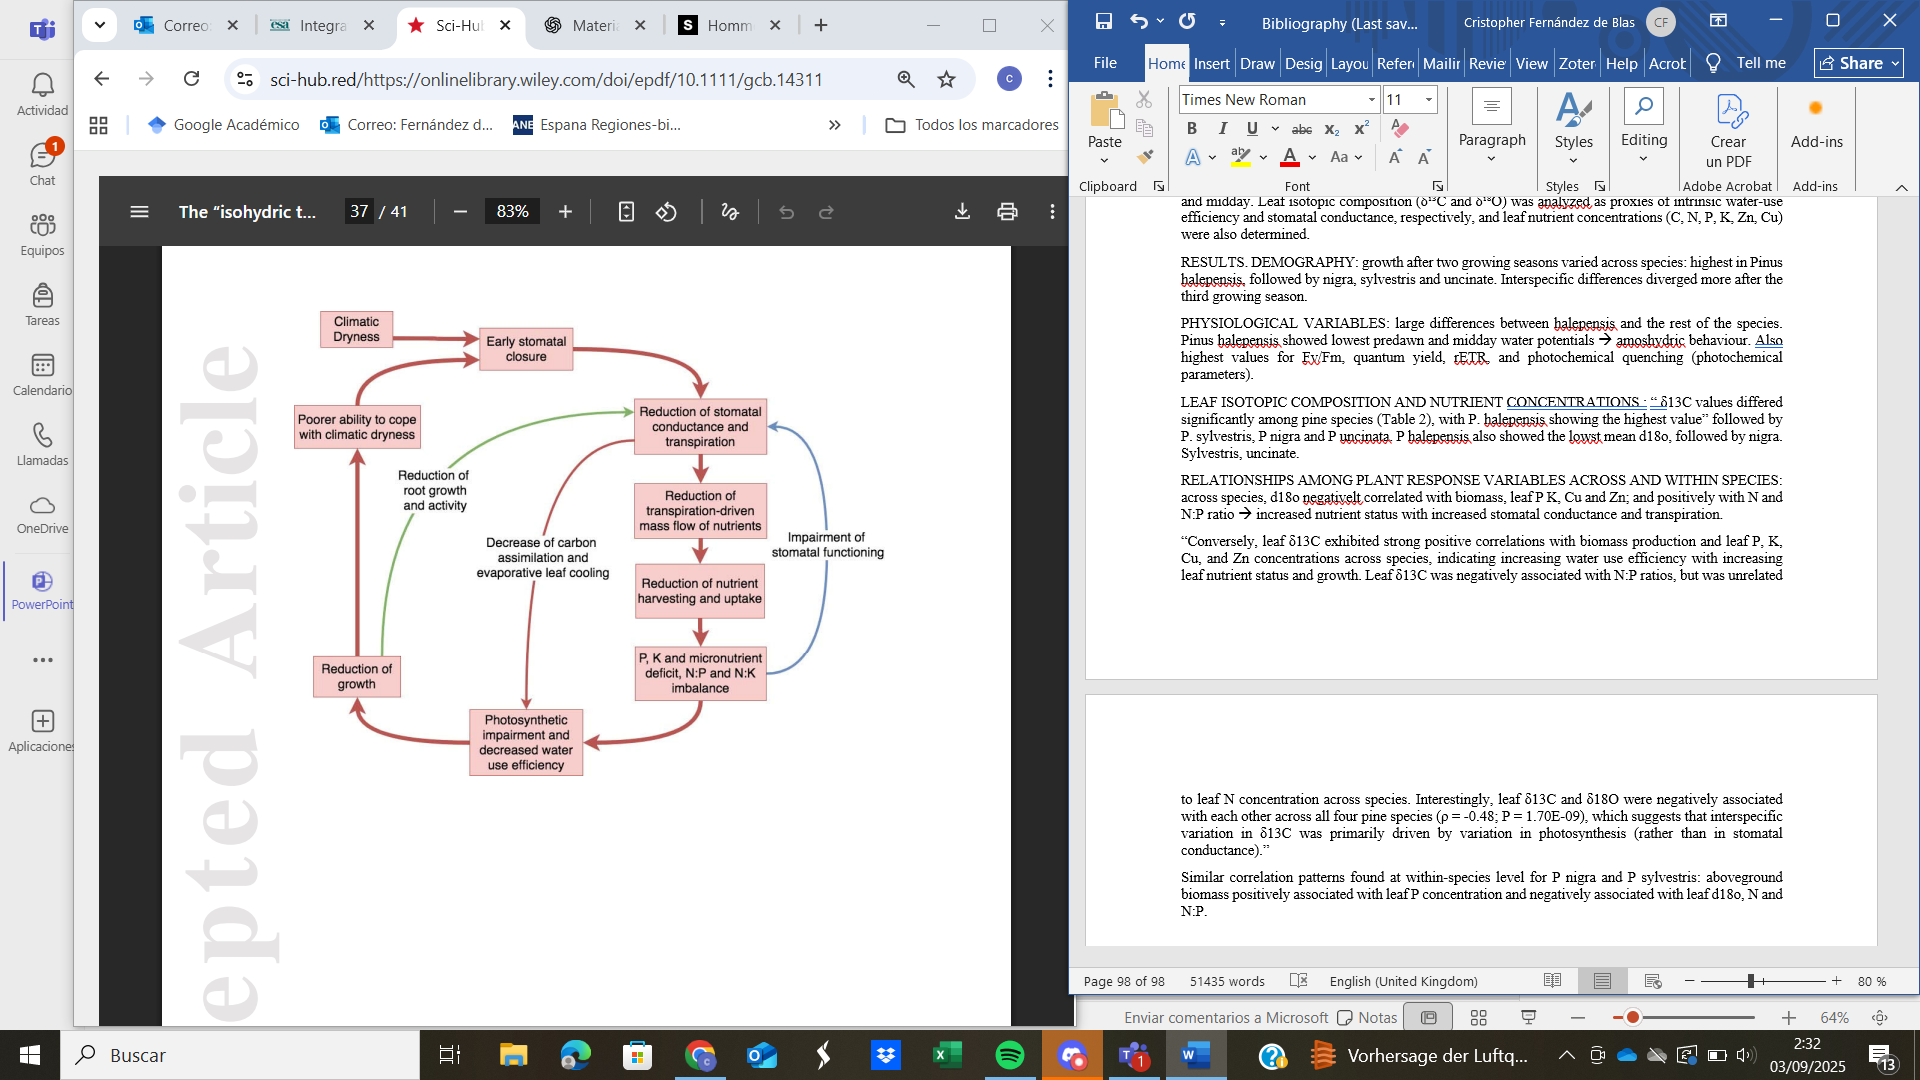 Correo:
Integra
Sci-Hul
Materia
Homm
sci-hub.red/https://onlinelibrary.wiley.com/doi/epdf/10.1111/gcb.14311
C
Google Académico
Correo: Fernández d...
ANE
Espana Regiones-bi...
Todos los marcadores
Actividad
1
Chat
Equipos
Tareas
Calendario
Llamadas
OneDrive
PowerPoint
Aplicaciones
The “isohydric t...
37 / 41
83%
epted Article
Climatic
Dryness
Early stomatal
closure
Poorer ability to cope
with climatic dryness
Reduction of stomatal
conductance and
transpiration
Reduction of
root growth
and activity
Reduction of
transpiration-driven
mass flow of nutrients
Decrease of carbon
assimilation and
evaporative leaf cooling
Impairment of
stomatal functioning
Reduction of nutrient
harvesting and uptake
P, K and micronutrient
deficit, N:P and N:K
imbalance
Reduction of
growth
Photosynthetic
impairment and
decreased water
use efficiency
Bibliography (Last sav...
Cristopher Fernández de Blas
CF
File
Home
Insert
Draw
Desig
Layou
Refere
Mailin
Revie
View
Zoter
Help
Acrob
Tell me
Share
Paste
Clipboard
Times New Roman
11
Font
Paragraph
Styles
Styles
Editing
Crear
un PDF
Adobe Acrobat
Add-ins
Add-ins
and midday. Leaf isotopic composition (δ¹³C and δ¹⁸O) was analyzed as proxies of intrinsic water-use
efficiency and stomatal conductance, respectively, and leaf nutrient concentrations (C, N, P, K, Zn, Cu)
were also determined.
RESULTS. DEMOGRAPHY: growth after two growing seasons varied across species: highest in Pinus
halepensis, followed by nigra, sylvestris and uncinate. Interspecific differences diverged more after the
third growing season.
PHYSIOLOGICAL VARIABLES: large differences between halepensis and the rest of the species.
Pinus halepensis showed lowest predawn and midday water potentials → amoshydric behaviour. Also
highest values for Fv/Fm, quantum yield, rETR, and photochemical quenching (photochemical
parameters).
LEAF ISOTOPIC COMPOSITION AND NUTRIENT CONCENTRATIONS : “ δ13C values differed
significantly among pine species (Table 2), with P. halepensis showing the highest value” followed by
P. sylvestris, P nigra and P uncinata. P halepensis also showed the lowst mean d18o, followed by nigra.
Sylvestris, uncinate.
RELATIONSHIPS AMONG PLANT RESPONSE VARIABLES ACROSS AND WITHIN SPECIES:
across species, d18o negativelt correlated with biomass, leaf P K, Cu and Zn; and positively with N and
N:P ratio → increased nutrient status with increased stomatal conductance and transpiration.
“Conversely, leaf δ13C exhibited strong positive correlations with biomass production and leaf P, K,
Cu, and Zn concentrations across species, indicating increasing water use efficiency with increasing
leaf nutrient status and growth. Leaf δ13C was negatively associated with N:P ratios, but was unrelated
to leaf N concentration across species. Interestingly, leaf δ13C and δ18O were negatively associated
with each other across all four pine species (ρ = -0.48; P = 1.70E-09), which suggests that interspecific
variation in δ13C was primarily driven by variation in photosynthesis (rather than in stomatal
conductance).”
Similar correlation patterns found at within-species level for P nigra and P sylvestris: aboveground
biomass positively associated with leaf P concentration and negatively associated with leaf d18o, N and
N:P.
Page 98 of 98
51435 words
English (United Kingdom)
80 %
Enviar comentarios a Microsoft
Notas
64%
Buscar
1
Vorhersage der Luftq...
2:32
03/09/2025
13